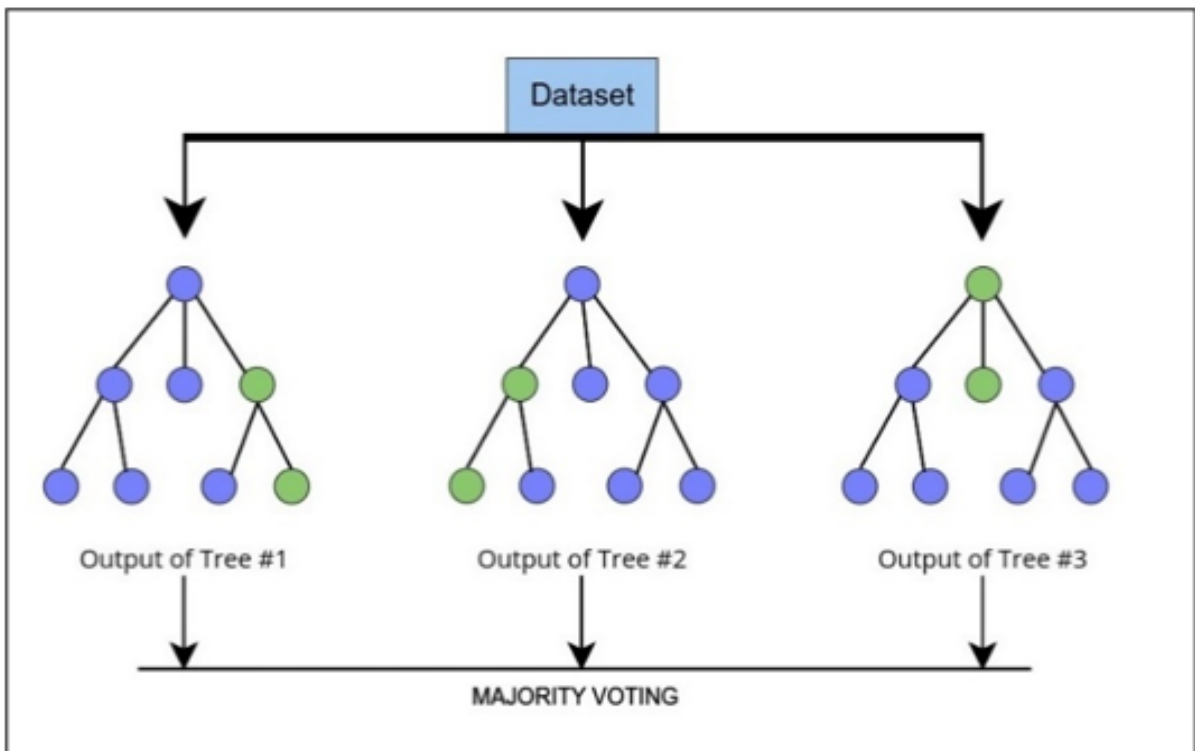 Dataset
Output of Tree #1
Output of Tree #2
Output of Tree #3
MAJORITY VOTING